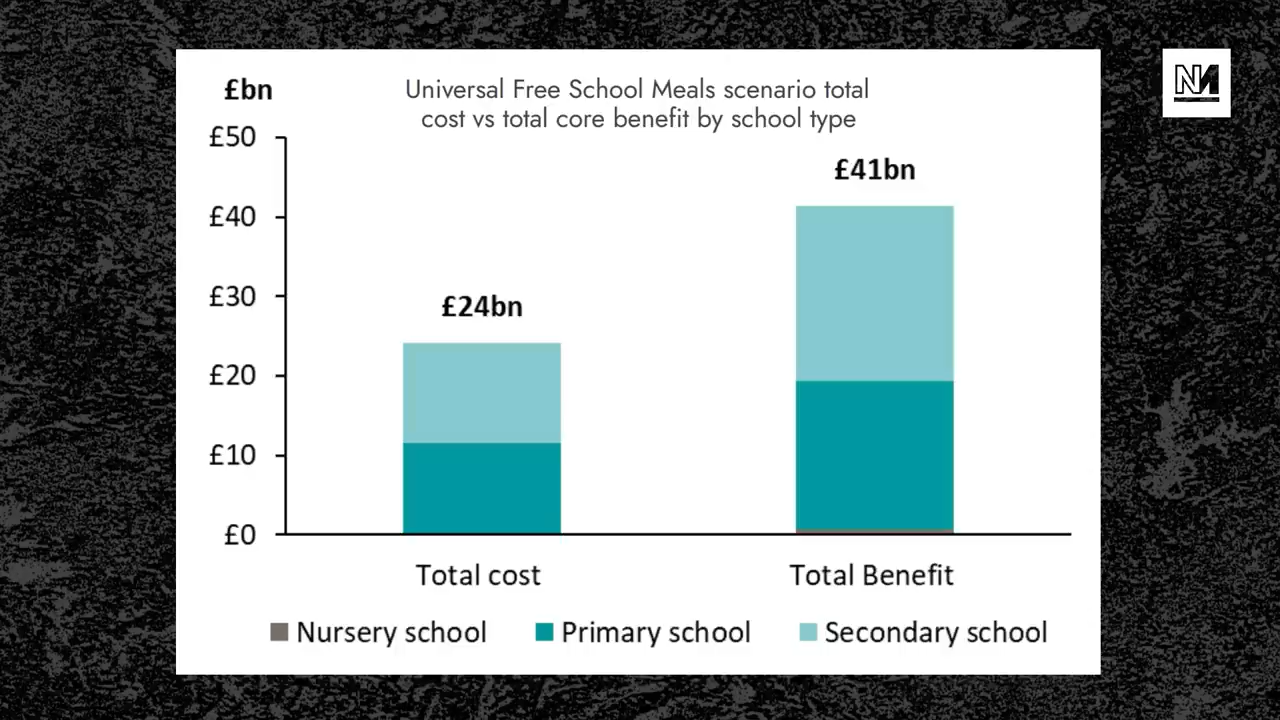 £bn
Universal Free School Meals scenario total
cost vs total core benefit by school type
£50
£41bn
£40
£30
£24bn
£20
£10
£0
Total cost
Total Benefit
Nursery school
Primary school
Secondary school
NM